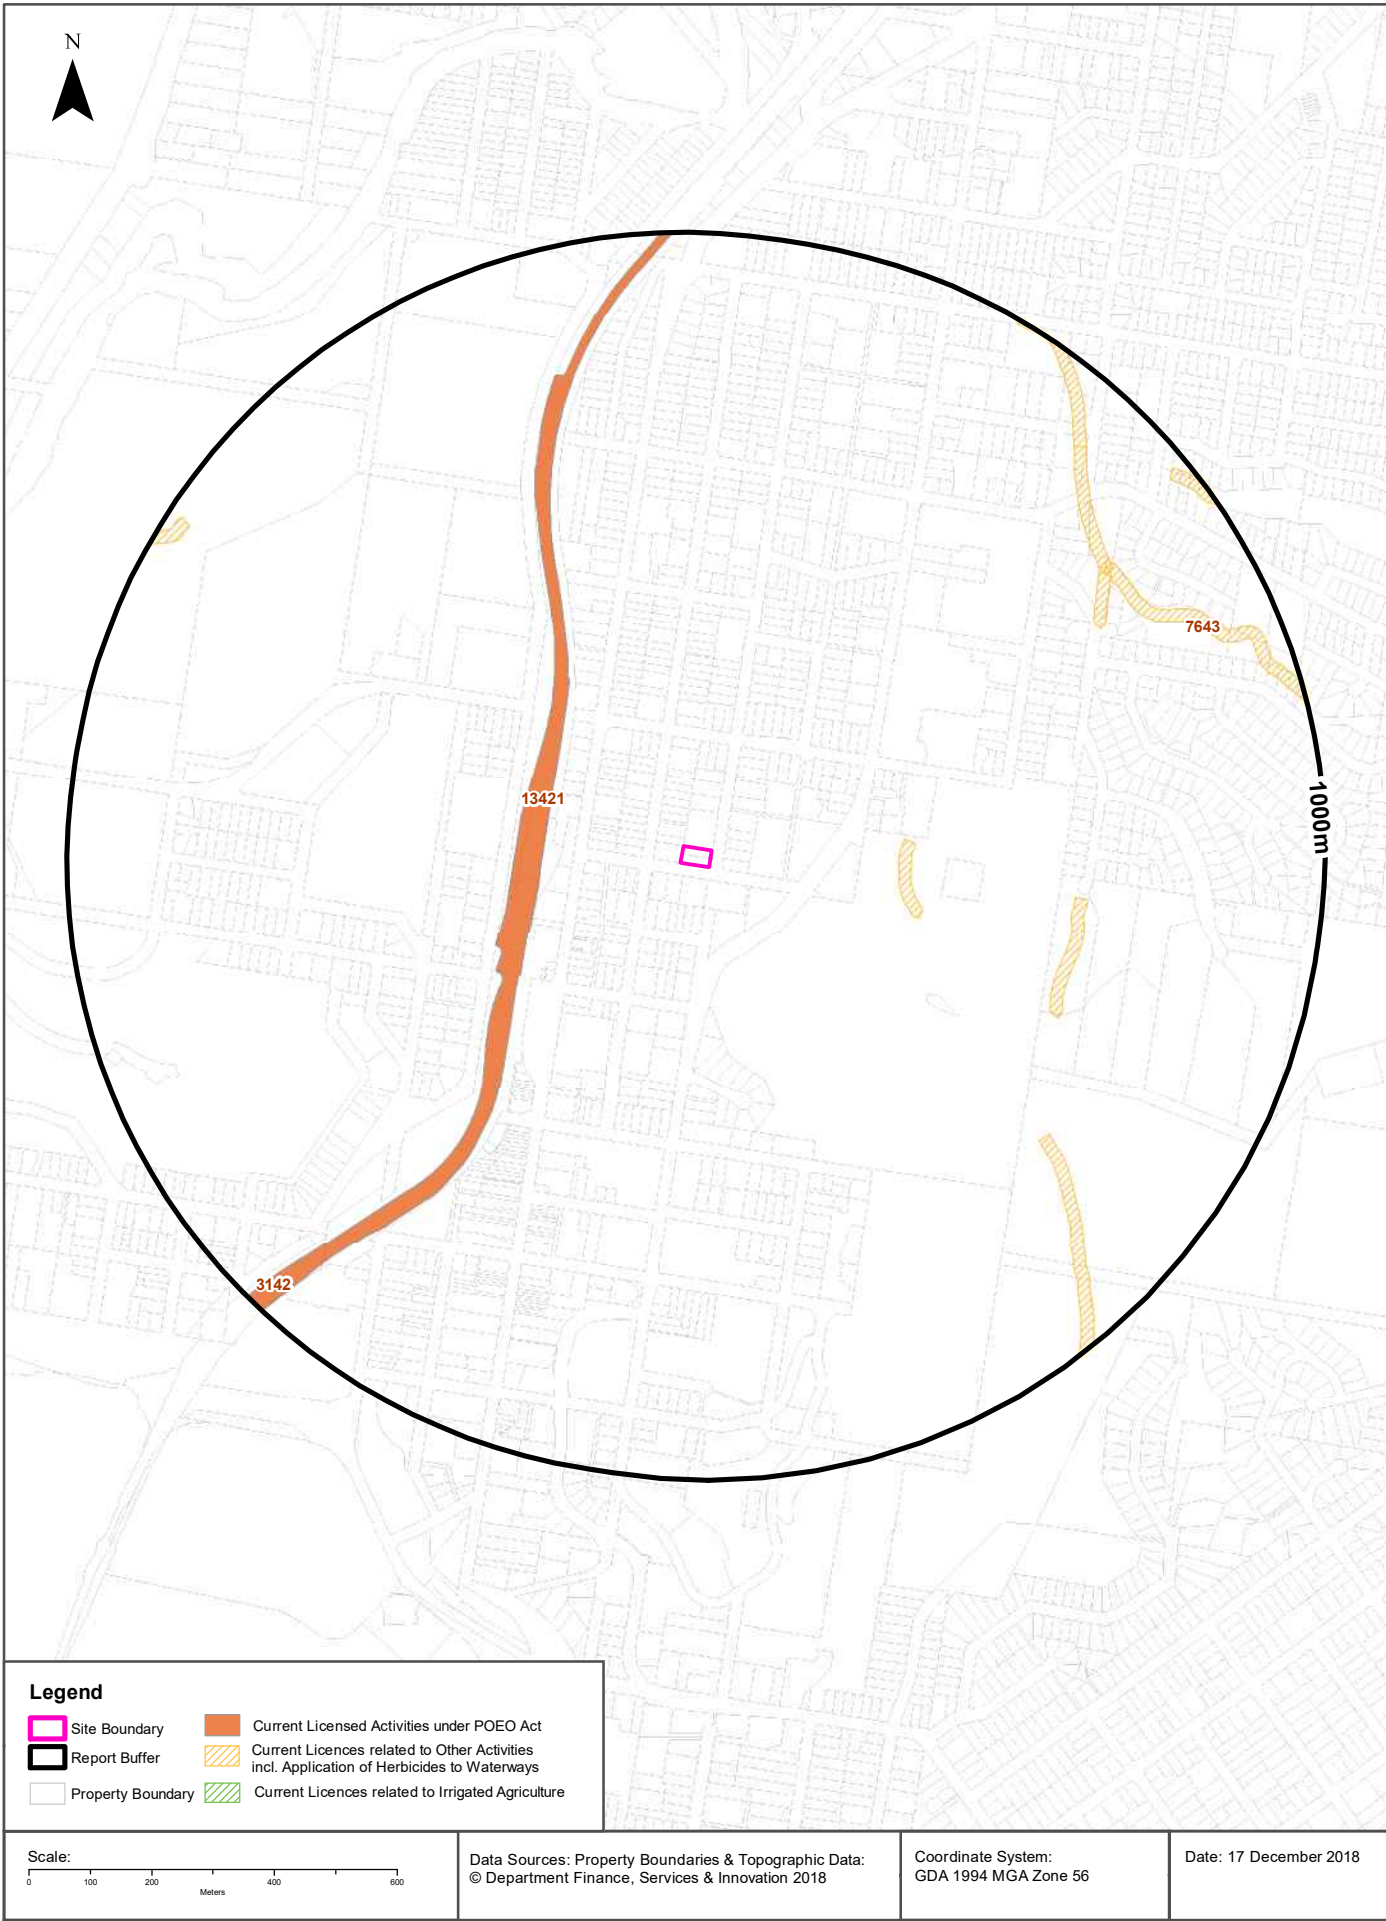 N
7643
13421
1000m
3142
Legend
Site Boundary
Report Buffer
Property Boundary
Current Licensed Activities under POEO Act
Current Licences related to Other Activities
incl. Application of Herbicides to Waterways
Current Licences related to Irrigated Agriculture
Scale:
0 100 200 400 600
Meters
Data Sources: Property Boundaries & Topographic Data:
© Department Finance, Services & Innovation 2018
Coordinate System:
GDA 1994 MGA Zone 56
Date: 17 December 2018